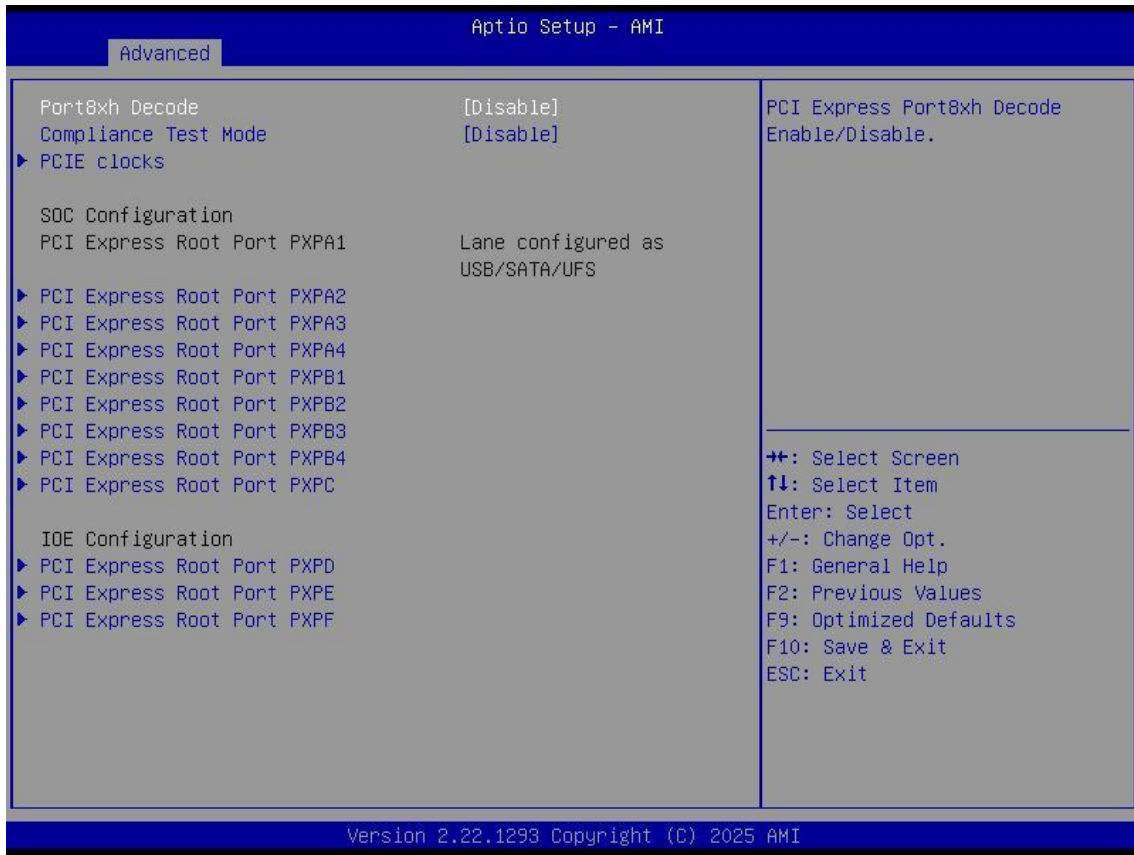 Aptio Setup – AMI
Advanced
Port8xh Decode [Disable]
Compliance Test Mode [Disable]
PCIE clocks
SOC Configuration
PCI Express Root Port PXPA1 Lane configured as
USB/SATA/UFS
PCI Express Root Port PXPA2
PCI Express Root Port PXPA3
PCI Express Root Port PXPA4
PCI Express Root Port PXPB1
PCI Express Root Port PXPB2
PCI Express Root Port PXPB3
PCI Express Root Port PXPB4
PCI Express Root Port PXPC
IOE Configuration
PCI Express Root Port PXPD
PCI Express Root Port PXPE
PCI Express Root Port PXPF
PCI Express Port8xh Decode
Enable/Disable.
→←: Select Screen
↑↓: Select Item
Enter: Select
+/-: Change Opt.
F1: General Help
F2: Previous Values
F9: Optimized Defaults
F10: Save & Exit
ESC: Exit
Version 2.22.1293 Copyright (C) 2025 AMI